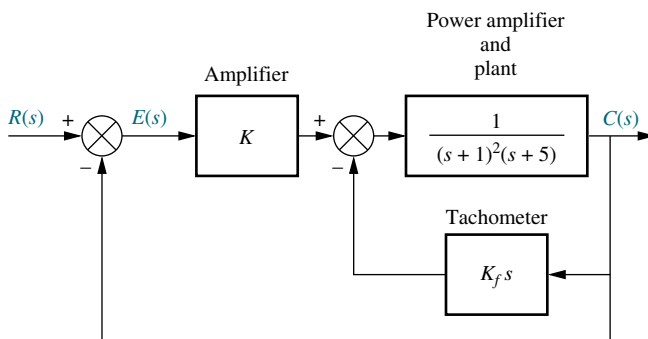 Power amplifier
and
plant
Amplifier
R(s)
+
−
E(s)
K
+
−
1
(s + 1)²(s + 5)
C(s)
Tachometer
K_f s